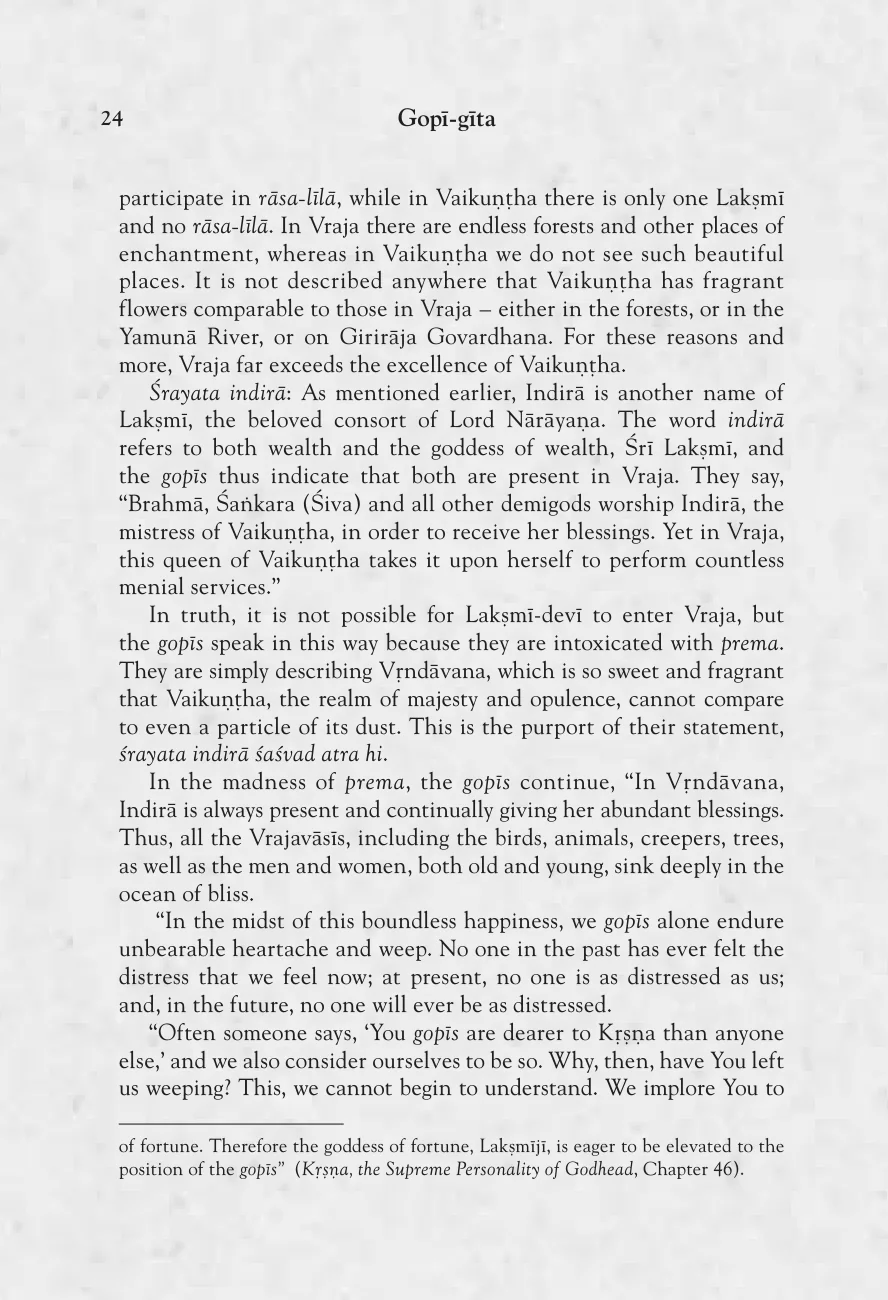 24
Gopī-gīta
participate in rāsa-līlā, while in Vaikuṇṭha there is only one Lakṣmī
and no rāsa-līlā. In Vraja there are endless forests and other places of
enchantment, whereas in Vaikuṇṭha we do not see such beautiful
places. It is not described anywhere that Vaikuṇṭha has fragrant
flowers comparable to those in Vraja – either in the forests, or in the
Yamunā River, or on Girirāja Govardhana. For these reasons and
more, Vraja far exceeds the excellence of Vaikuṇṭha.
Śrayata indirā: As mentioned earlier, Indirā is another name of
Lakṣmī, the beloved consort of Lord Nārāyaṇa. The word indirā
refers to both wealth and the goddess of wealth, Śrī Lakṣmī, and
the gopīs thus indicate that both are present in Vraja. They say,
“Brahmā, Śaṅkara (Śiva) and all other demigods worship Indirā, the
mistress of Vaikuṇṭha, in order to receive her blessings. Yet in Vraja,
this queen of Vaikuṇṭha takes it upon herself to perform countless
menial services.”
In truth, it is not possible for Lakṣmī-devī to enter Vraja, but
the gopīs speak in this way because they are intoxicated with prema.
They are simply describing Vṛndāvana, which is so sweet and fragrant
that Vaikuṇṭha, the realm of majesty and opulence, cannot compare
to even a particle of its dust. This is the purport of their statement,
śrayata indirā śaśvad atra hi.
In the madness of prema, the gopīs continue, “In Vṛndāvana,
Indirā is always present and continually giving her abundant blessings.
Thus, all the Vrajavāsīs, including the birds, animals, creepers, trees,
as well as the men and women, both old and young, sink deeply in the
ocean of bliss.
“In the midst of this boundless happiness, we gopīs alone endure
unbearable heartache and weep. No one in the past has ever felt the
distress that we feel now; at present, no one is as distressed as us;
and, in the future, no one will ever be as distressed.
“Often someone says, ‘You gopīs are dearer to Kṛṣṇa than anyone
else,’ and we also consider ourselves to be so. Why, then, have You left
us weeping? This, we cannot begin to understand. We implore You to
of fortune. Therefore the goddess of fortune, Lakṣmījī, is eager to be elevated to the
position of the gopīs” (Kṛṣṇa, the Supreme Personality of Godhead, Chapter 46).